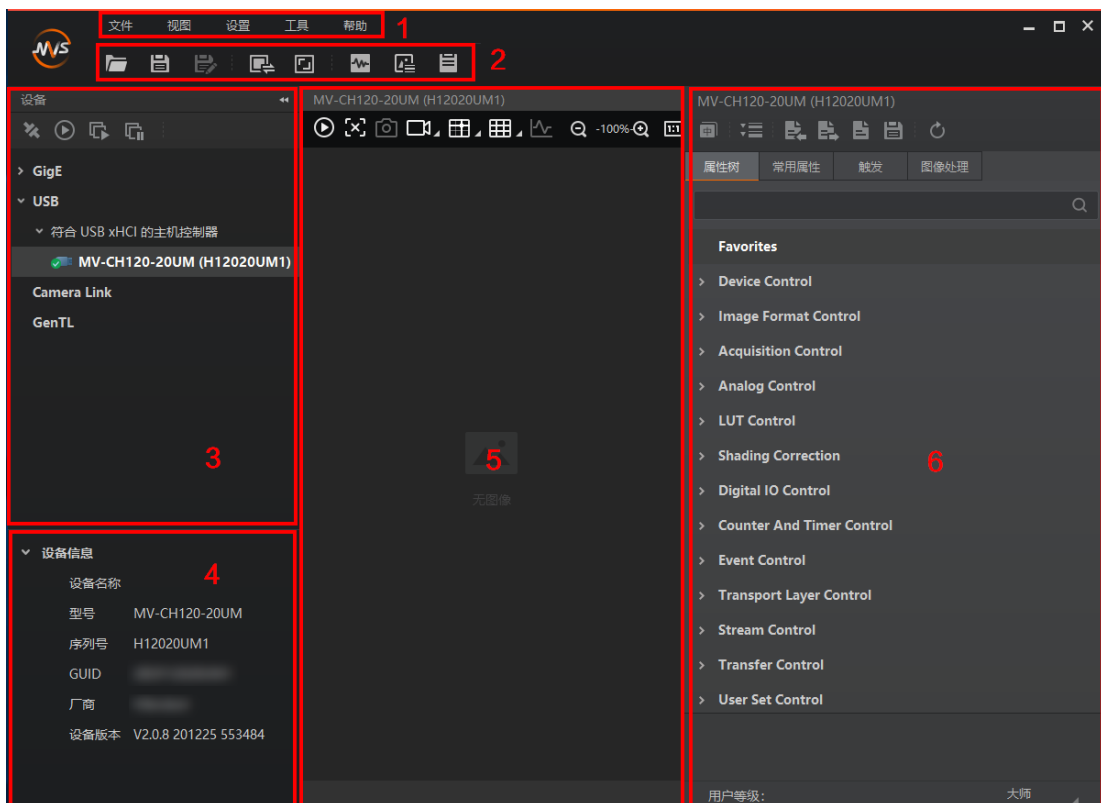 MVS
文件 视图 设置 工具 帮助 1
2
设备
MV-CH120-20UM (H12020UM1)
-100%
1:1
MV-CH120-20UM (H12020UM1)
中
属性树 常用属性 触发 图像处理
GigE
USB
符合 USB xHCI 的主机控制器
MV-CH120-20UM (H12020UM1)
Camera Link
GenTL
3
设备信息
4
设备名称
型号 MV-CH120-20UM
序列号 H12020UM1
GUID
厂商
设备版本 V2.0.8 201225 553484
5
无图像
Favorites
Device Control
Image Format Control
Acquisition Control
Analog Control
LUT Control
Shading Correction
6
Digital IO Control
Counter And Timer Control
Event Control
Transport Layer Control
Stream Control
Transfer Control
User Set Control
用户等级: 大师